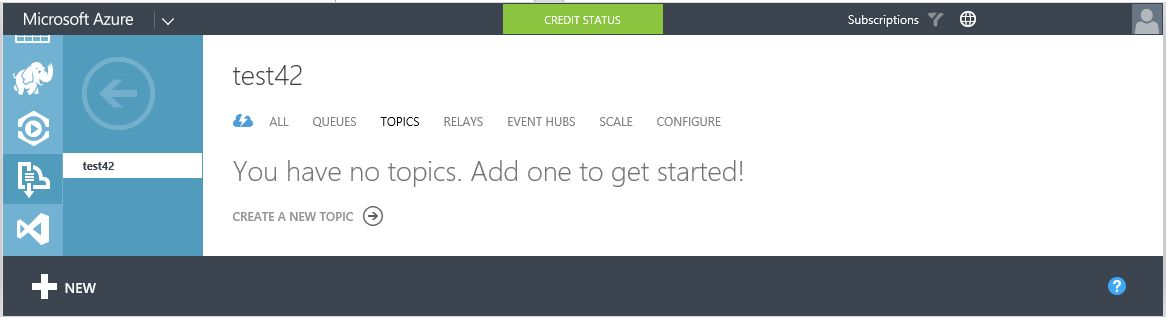 Microsoft Azure
CREDIT STATUS
Subscriptions
test42
test42
ALL QUEUES TOPICS RELAYS EVENT HUBS SCALE CONFIGURE
You have no topics. Add one to get started!
CREATE A NEW TOPIC
NEW
?